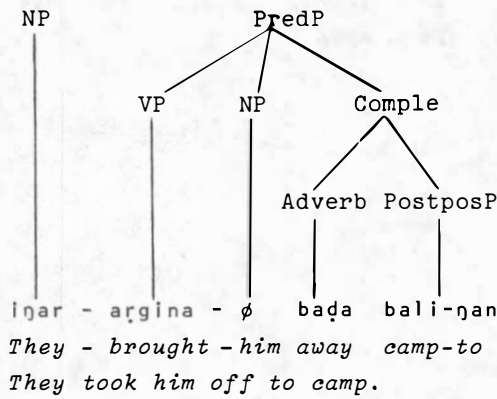 NP PredP
VP NP Comple
Adverb PostposP
iŋar - aṛgina - ø baḍa bali-ŋan
They - brought - him away camp-to
They took him off to camp.